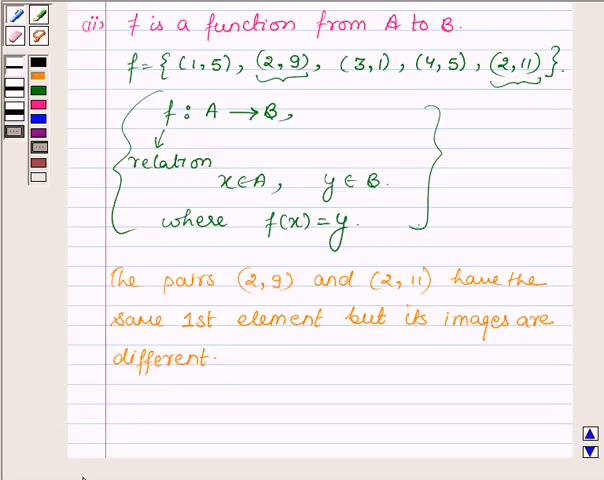 (ii) f is a function from A to B.
f = { (1, 5), (2, 9), (3, 1), (4, 5), (2, 11) }.
f : A → B,
relation
x ∈ A, y ∈ B.
where f(x) = y.
The pairs (2, 9) and (2, 11) have the
same 1st element but its images are
different.